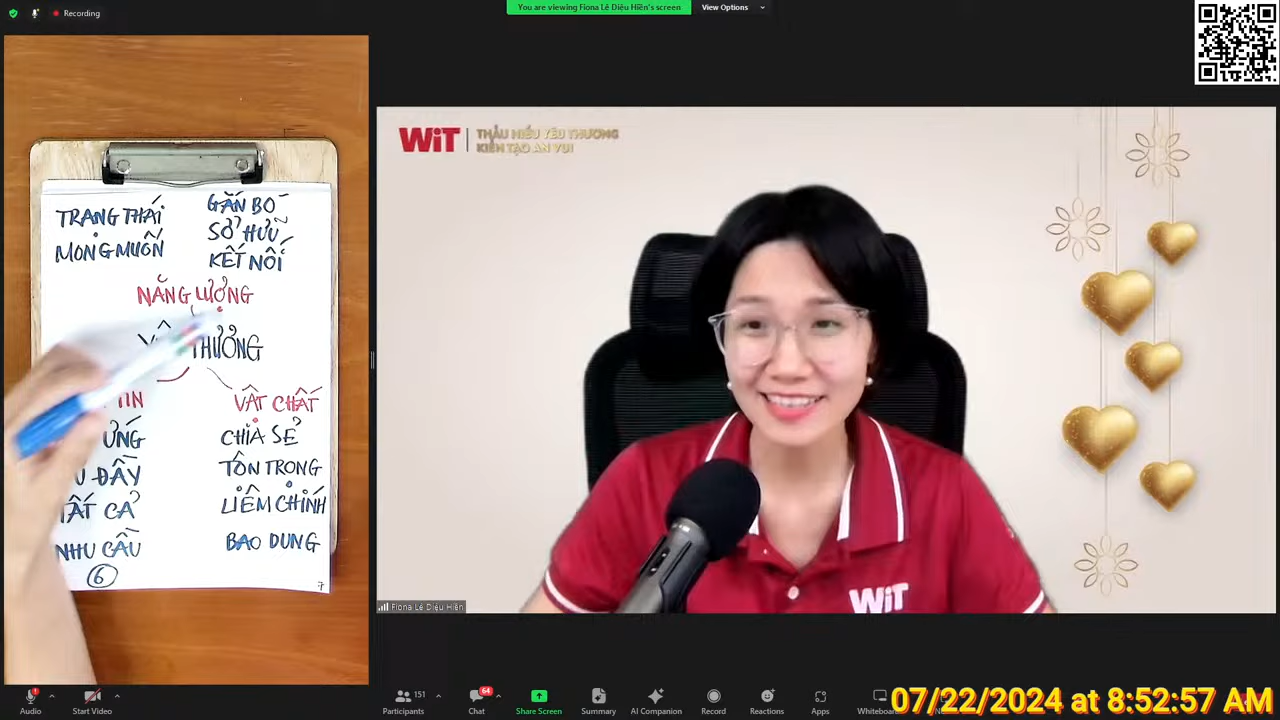 Recording
You are viewing Fiona Lê Diệu Hiền's screen
View Options
WiT
THẤU HIỂU YÊU THƯƠNG
KIẾN TẠO AN VUI
TRẠNG THÁI
MONG MUỐN
GẮN BÓ
SỞ HỮU
KẾT NỐI
NĂNG LƯỢNG
THƯỞNG
VẬT CHẤT
CHIA SẺ
ĐẦY
TẤT CẢ
NHU CẦU
6
TÔN TRỌNG
LIÊM CHÍNH
BAO DUNG
7
WiT
Fiona Lê Diệu Hiền
Audio
Start Video
151
Participants
64
Chat
Share Screen
Summary
AI Companion
Record
Reactions
Apps
Whiteboards
07/22/2024 at 8:52:57 AM